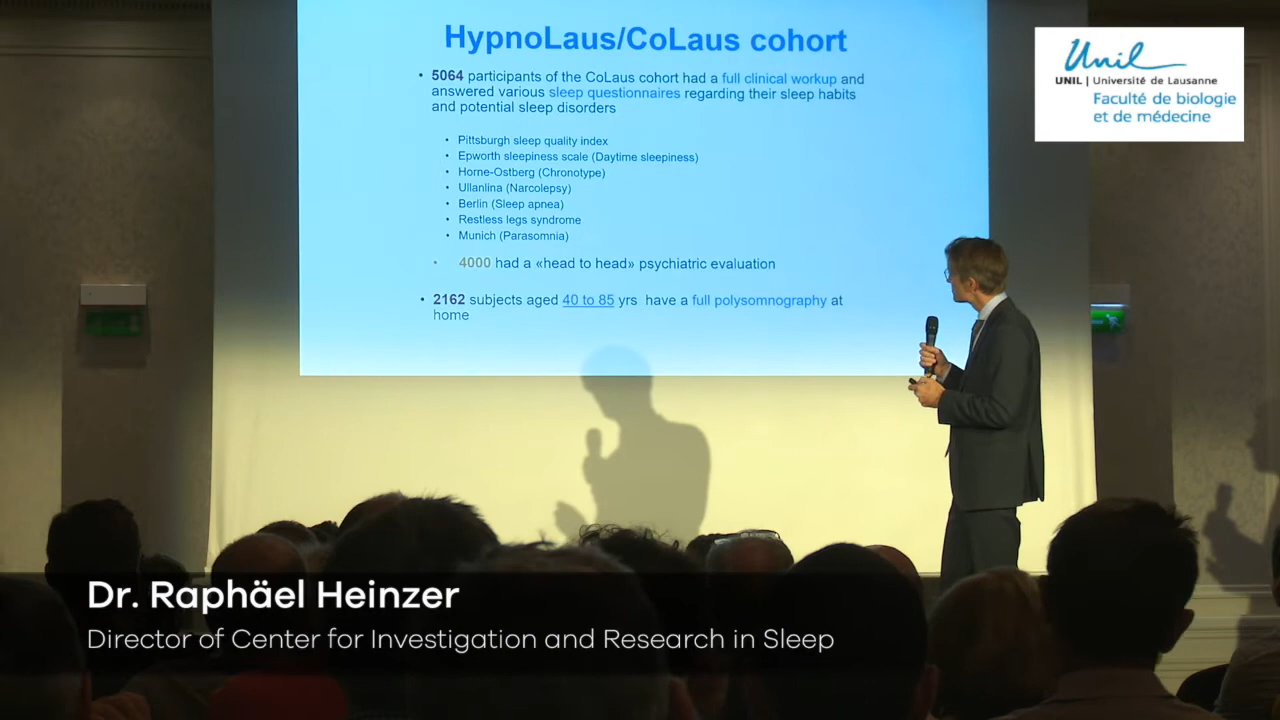 HypnoLaus/CoLaus cohort
• 5064 participants of the CoLaus cohort had a full clinical workup and
answered various sleep questionnaires regarding their sleep habits
and potential sleep disorders
• Pittsburgh sleep quality index
• Epworth sleepiness scale (Daytime sleepiness)
• Horne-Ostberg (Chronotype)
• Ullanlina (Narcolepsy)
• Berlin (Sleep apnea)
• Restless legs syndrome
• Munich (Parasomnia)
• 4000 had a «head to head» psychiatric evaluation
• 2162 subjects aged 40 to 85 yrs have a full polysomnography at
home
Unil
UNIL | Université de Lausanne
Faculté de biologie
et de médecine
Dr. Raphäel Heinzer
Director of Center for Investigation and Research in Sleep